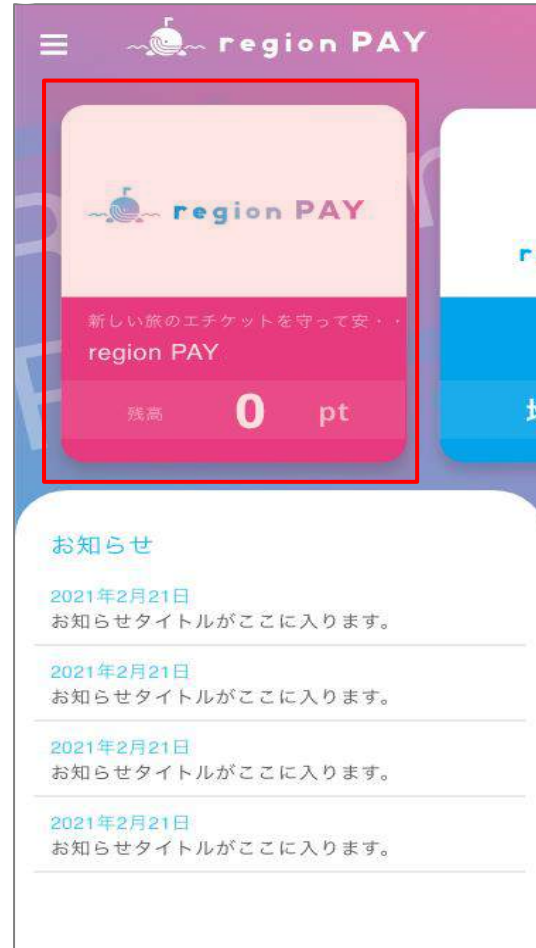 region PAY
region PAY
新しい旅のエチケットを守って安・・
region PAY
残高 0 pt
お知らせ
2021年2月21日
お知らせタイトルがここに入ります。
2021年2月21日
お知らせタイトルがここに入ります。
2021年2月21日
お知らせタイトルがここに入ります。
2021年2月21日
お知らせタイトルがここに入ります。